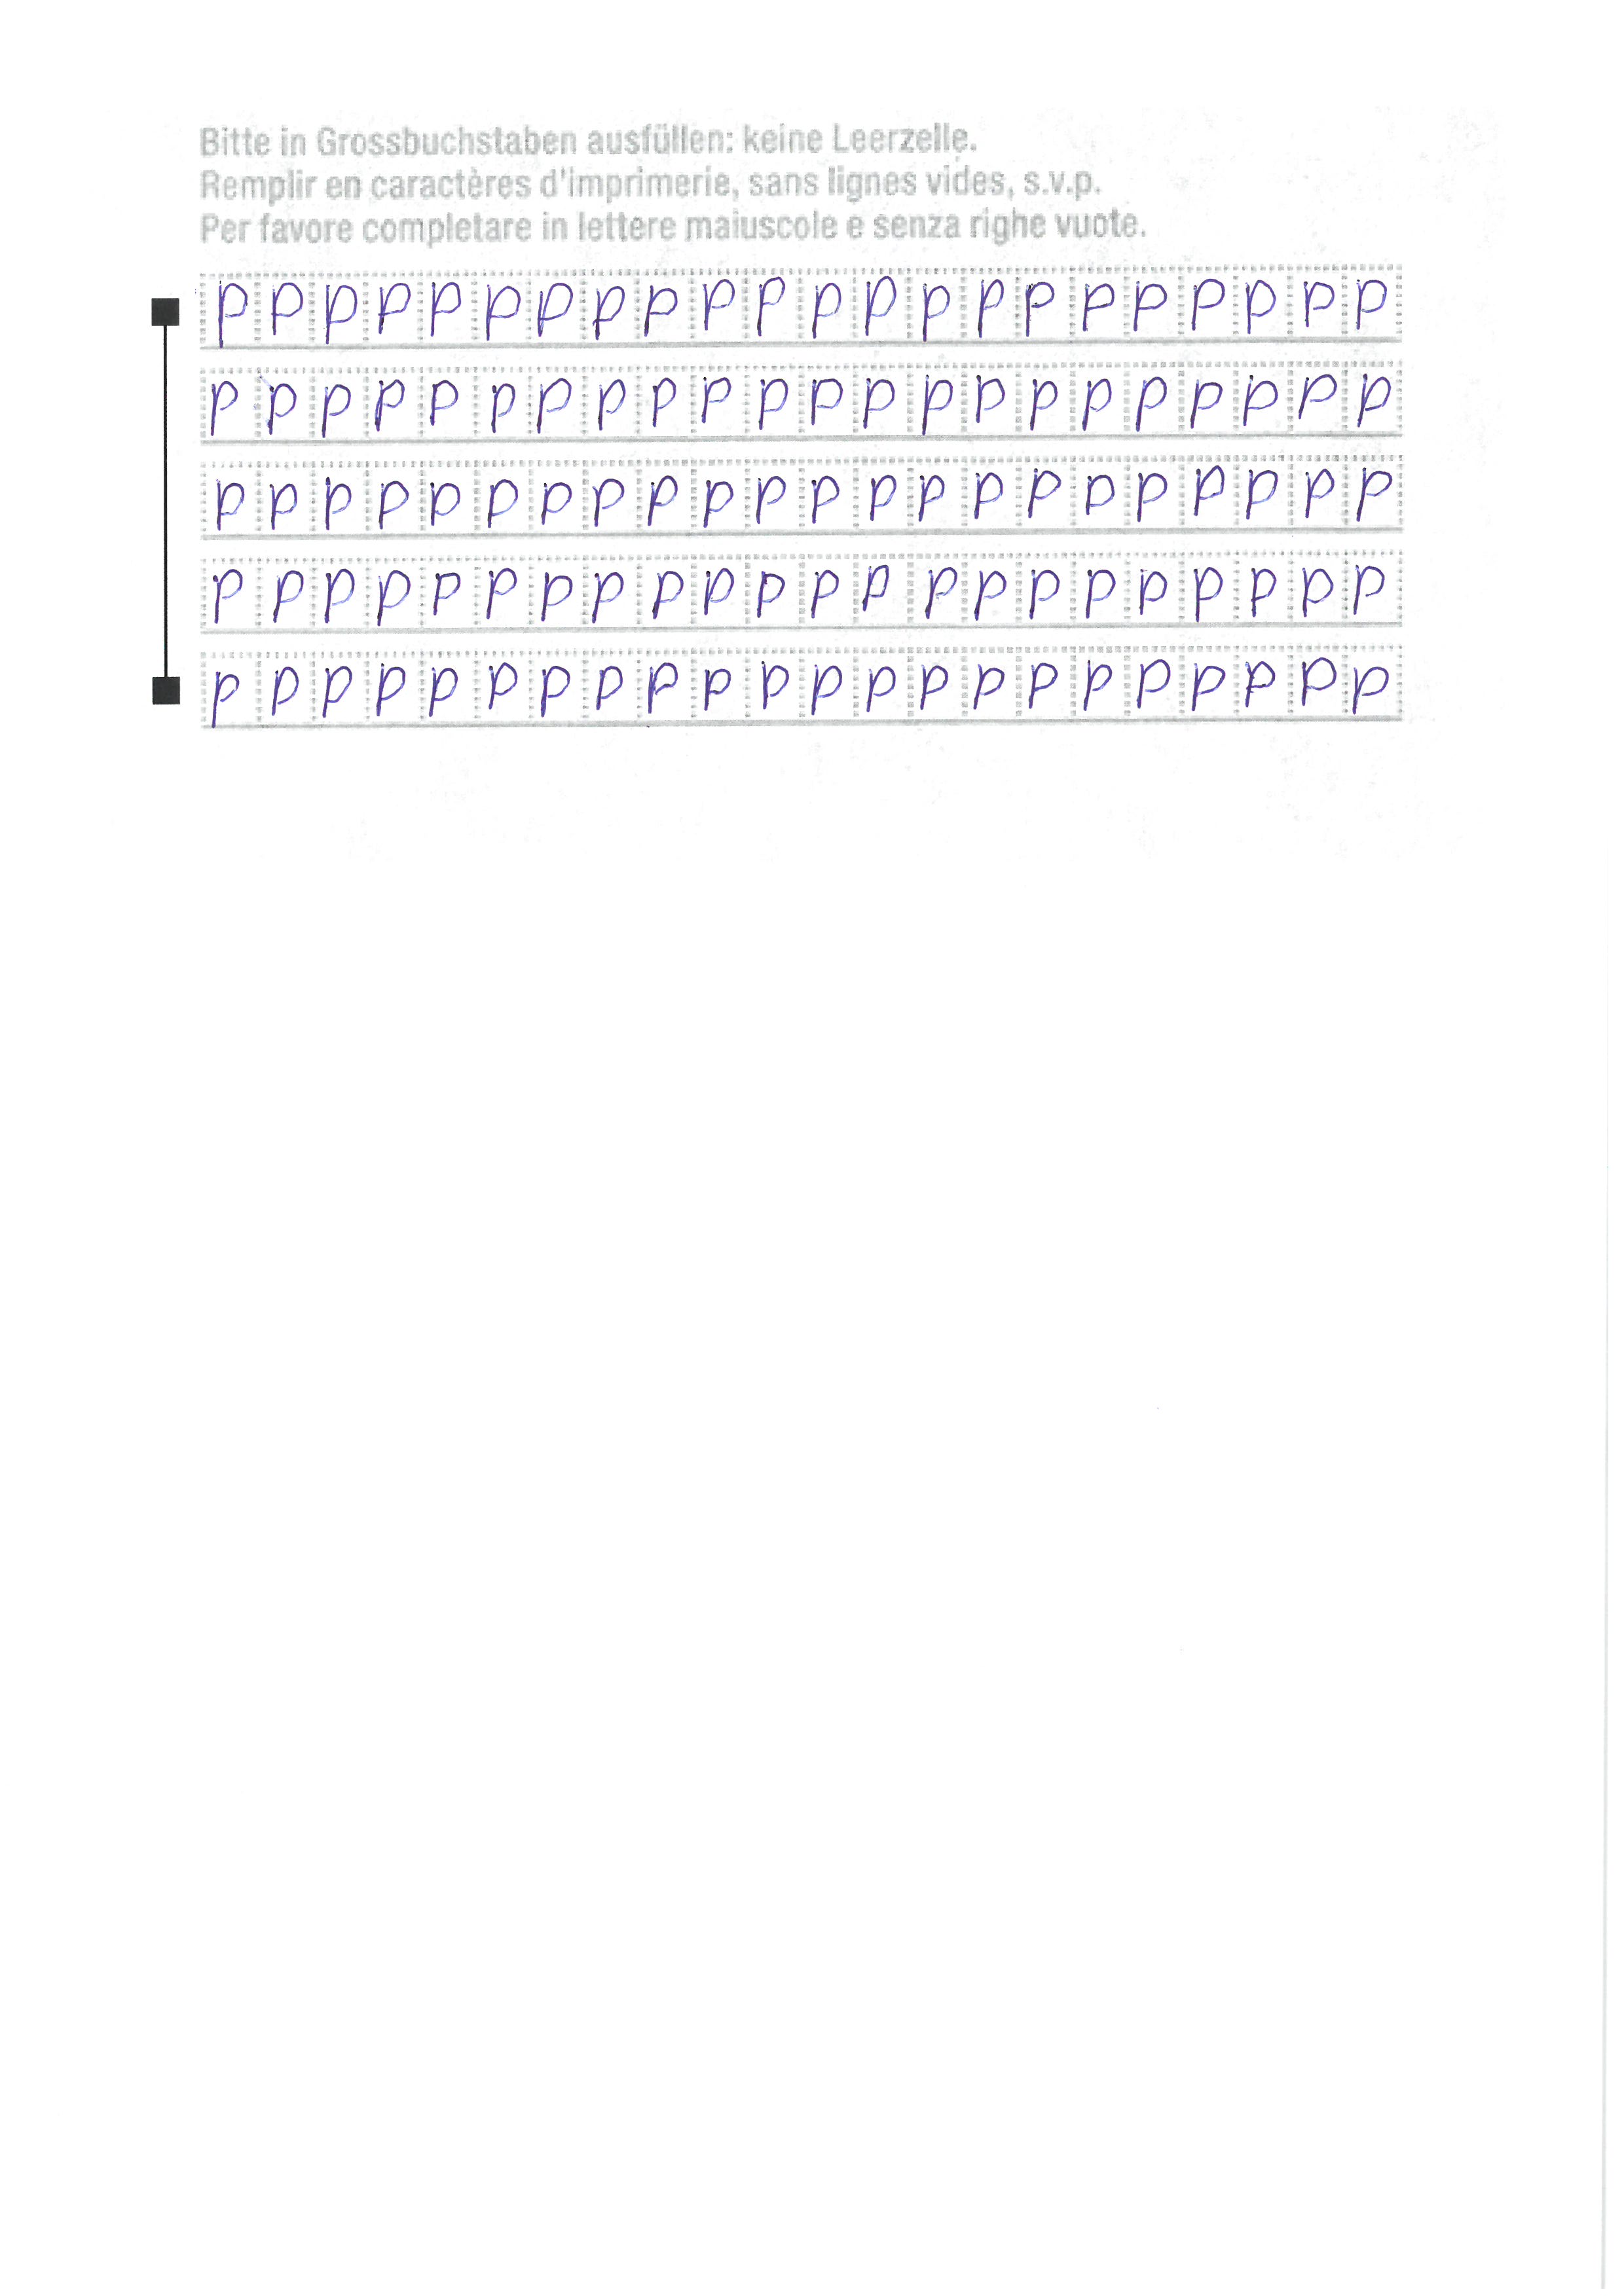 Bitte in Grossbuchstaben ausfüllen: keine Leerzelle.
Remplir en caractères d'imprimerie, sans lignes vides, s.v.p.
Per favore completare in lettere maiuscole e senza righe vuote.
P P P P P P P P P P P P P P P P P P P P P P
P P P P P P P P P P P P P P P P P P P P P P
P P P P P P P P P P P P P P P P P P P P P P
P P P P P P P P P P P P P P P P P P P P P P
P P P P P P P P P P P P P P P P P P P P P P